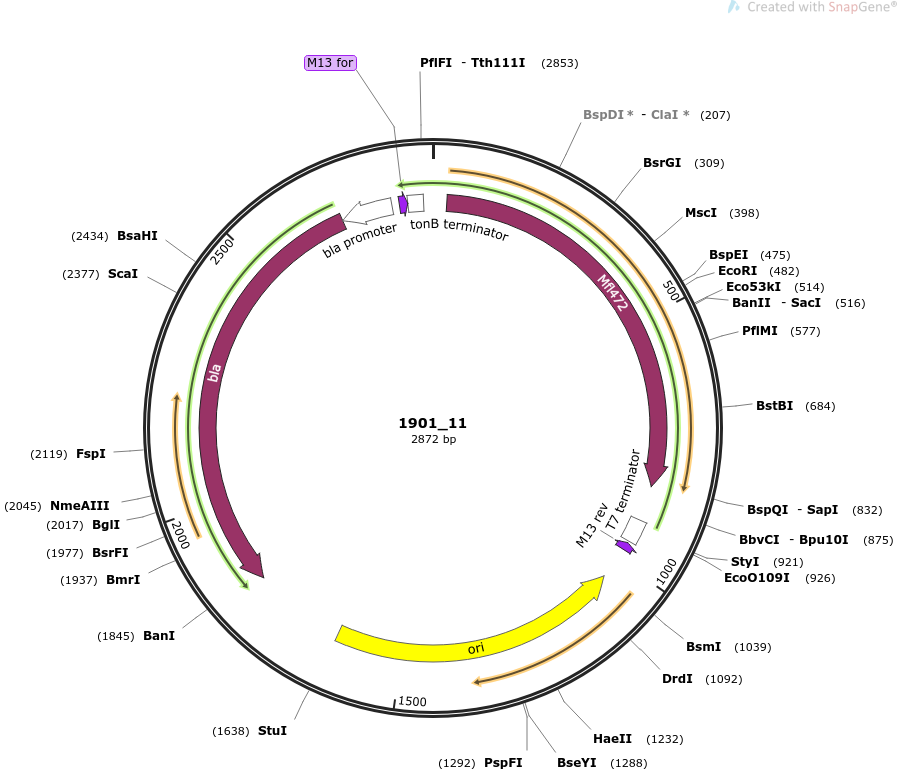 Created with SnapGene®
M13 for
PflFI - Tth111I (2853)
BspDI * - ClaI * (207)
BsrGI (309)
MscI (398)
BspEI (475)
EcoRI (482)
Eco53kI (514)
BanII - SacI (516)
PflMI (577)
BstBI (684)
BspQI - SapI (832)
BbvCI - Bpu10I (875)
StyI (921)
EcoO109I (926)
BsmI (1039)
DrdI (1092)
HaeII (1232)
BseYI (1288)
(1292) PspFI
(1638) StuI
(1845) BanI
(1937) BmrI
(1977) BsrFI
(2017) BglI
(2045) NmeAIII
(2119) FspI
(2377) ScaI
(2434) BsaHI
500
1000
1500
2000
2500
bla promoter
tonB terminator
Mfl472
T7 terminator
M13 rev
ori
bla
1901_11
2872 bp